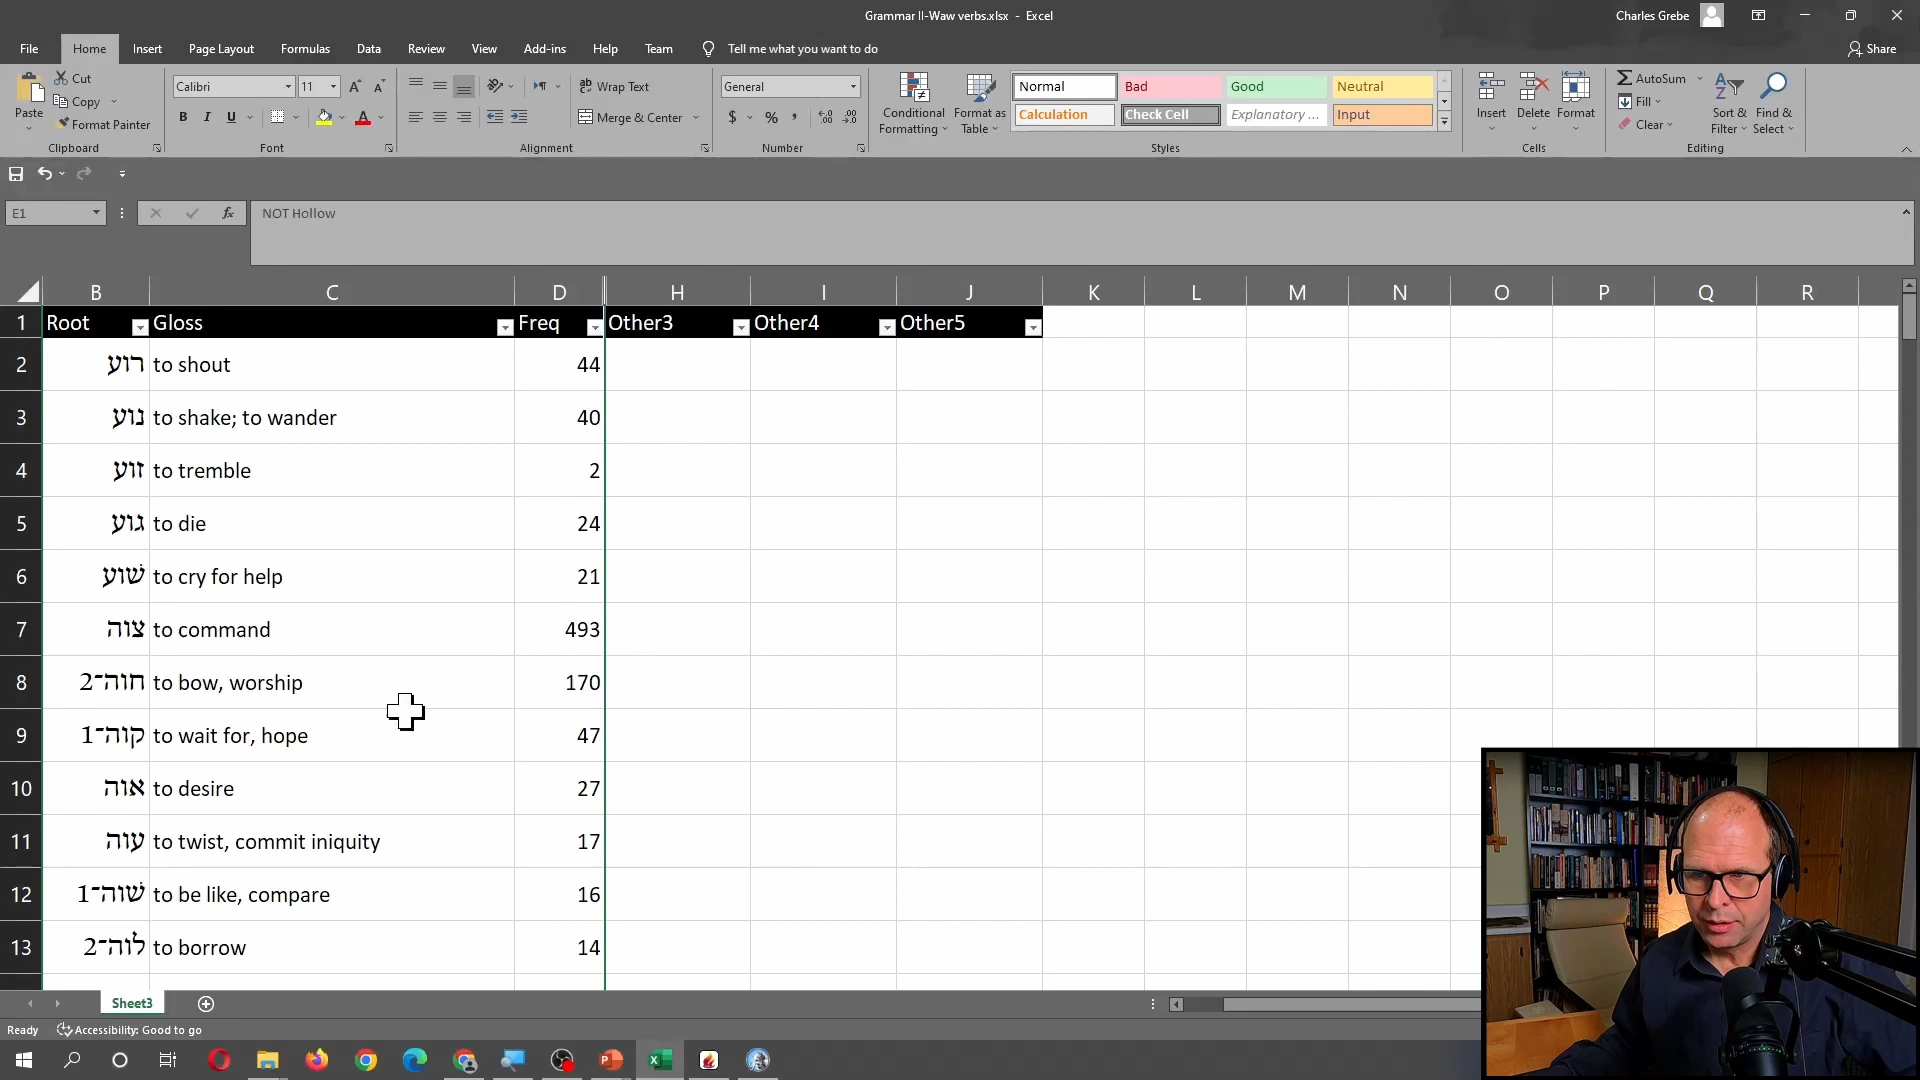 Grammar II-Waw verbs.xlsx - Excel
Charles Grebe
File Home Insert Page Layout Formulas Data Review View Add-ins Help Team Tell me what you want to do Share
Paste
Cut
Copy
Format Painter
Clipboard
Calibri 11
B I U
Font
Wrap Text
Merge & Center
Alignment
General
$ %
Number
Conditional Formatting
Format as Table
Normal Bad Good Neutral
Calculation Check Cell Explanatory ... Input
Styles
Insert Delete Format
Cells
AutoSum
Fill
Clear
Sort & Filter
Find & Select
Editing
E1 fx NOT Hollow
B C D H I J K L M N O P Q R
1 Root Gloss Freq Other3 Other4 Other5
2 רוע to shout 44
3 נוע to shake; to wander 40
4 זוע to tremble 2
5 גוע to die 24
6 שׁוע to cry for help 21
7 צוה to command 493
8 חוה־2 to bow, worship 170
9 קוה־1 to wait for, hope 47
10 אוה to desire 27
11 עוה to twist, commit iniquity 17
12 שׁוה־1 to be like, compare 16
13 לוה־2 to borrow 14
Sheet3
Ready Accessibility: Good to go